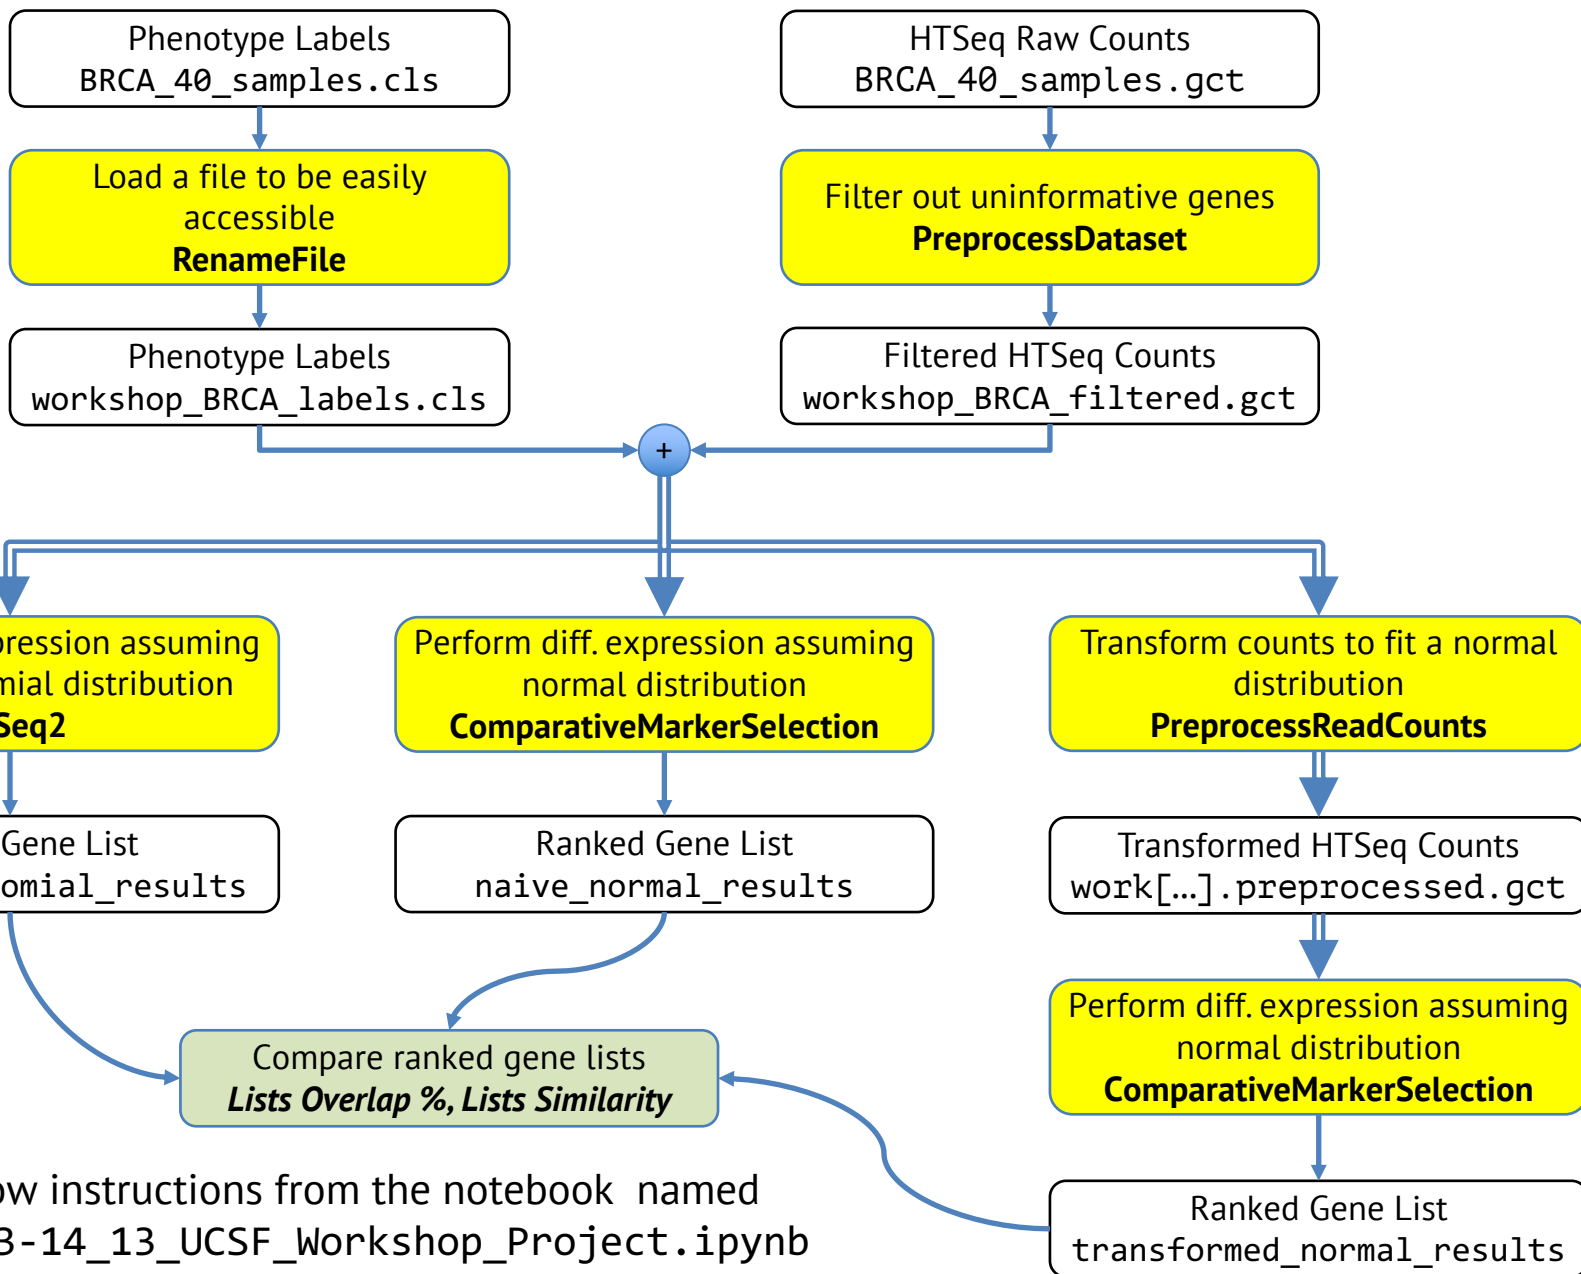 Phenotype Labels
BRCA_40_samples.cls
HTSeq Raw Counts
BRCA_40_samples.gct
Load a file to be easily
accessible
RenameFile
Filter out uninformative genes
PreprocessDataset
Phenotype Labels
workshop_BRCA_labels.cls
Filtered HTSeq Counts
workshop_BRCA_filtered.gct
+
pression assuming
mial distribution
Seq2
Perform diff. expression assuming
normal distribution
ComparativeMarkerSelection
Transform counts to fit a normal
distribution
PreprocessReadCounts
Gene List
omial_results
Ranked Gene List
naive_normal_results
Transformed HTSeq Counts
work[...].preprocessed.gct
Compare ranked gene lists
Lists Overlap %, Lists Similarity
Perform diff. expression assuming
normal distribution
ComparativeMarkerSelection
Ranked Gene List
transformed_normal_results
ow instructions from the notebook named
3-14_13_UCSF_Workshop_Project.ipynb